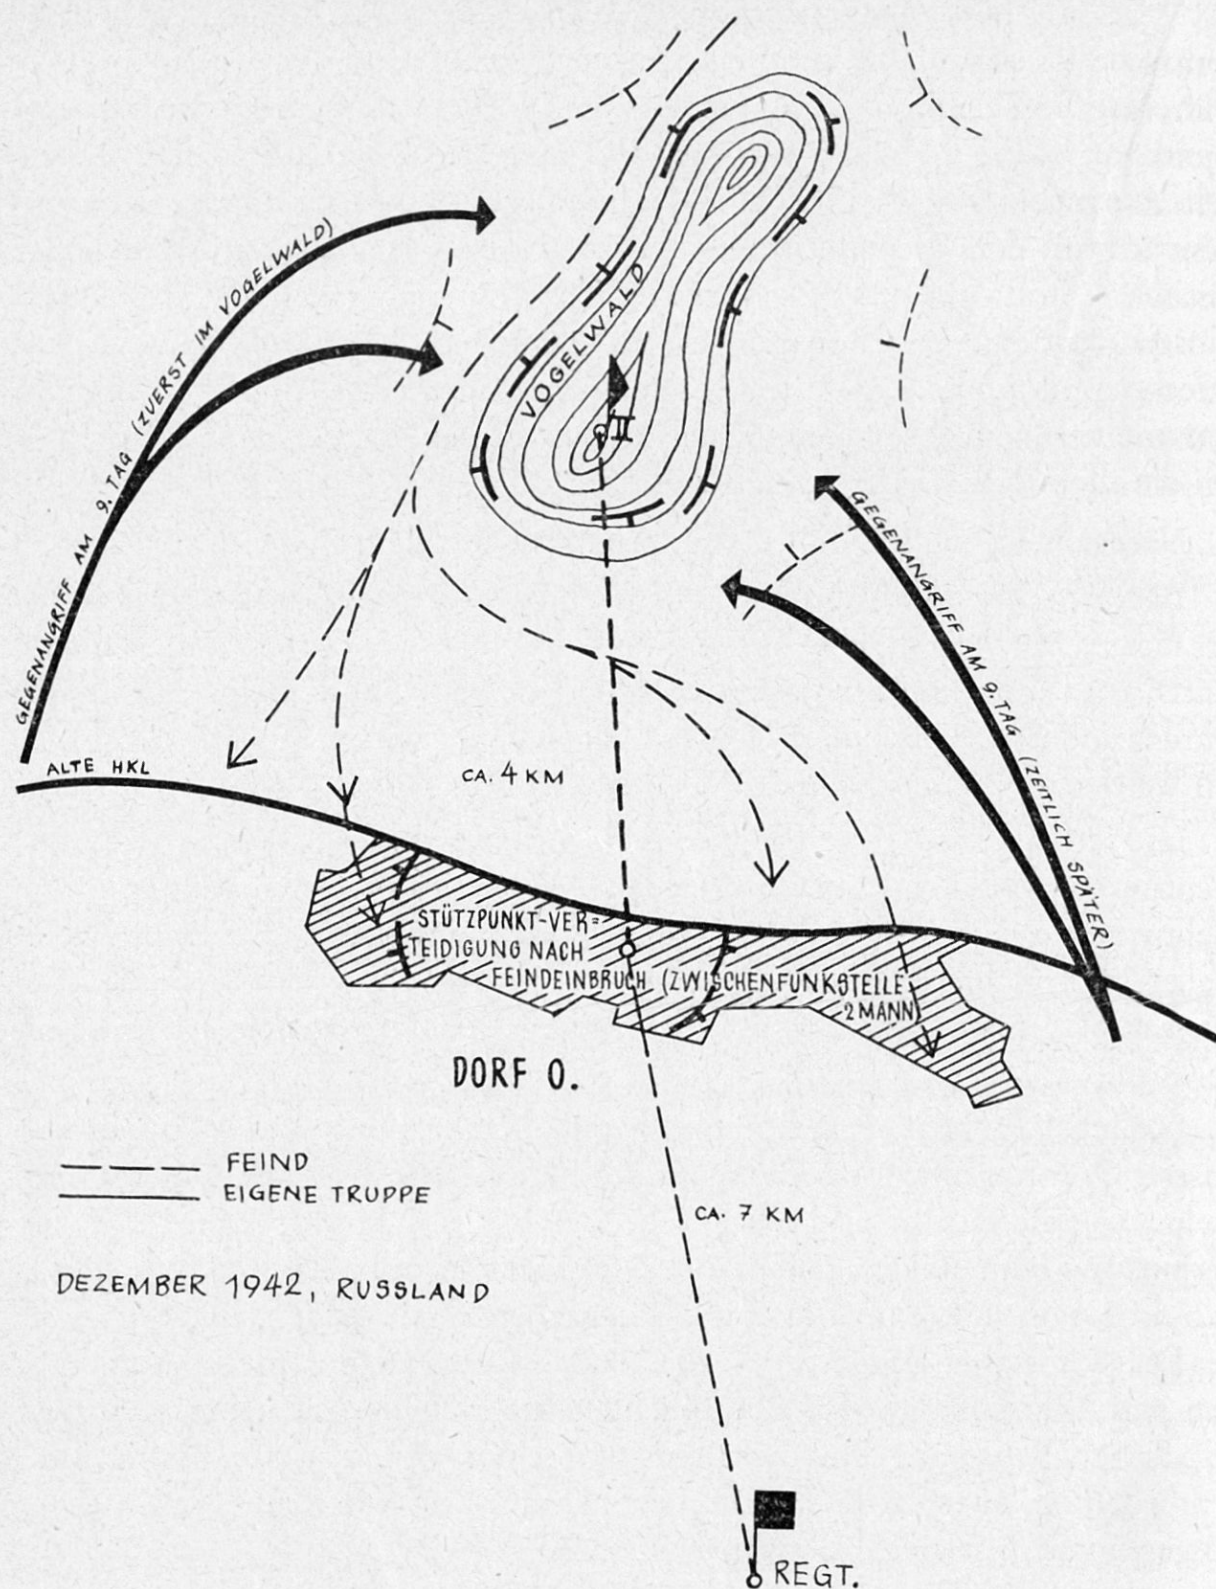 GEGENANGRIFF AM 9. TAG (ZUERST IM VOGELWALD)
VOGELWALD
II
GEGENANGRIFF AM 9. TAG (ZEITLICH SPÄTER)
ALTE HKL
CA. 4 KM
STÜTZPUNKT-VER=
TEIDIGUNG NACH
FEINDEINBRUCH (ZWISCHENFUNKSTELLE
2 MANN)
DORF O.
FEIND
EIGENE TRUPPE
CA. 7 KM
DEZEMBER 1942, RUSSLAND
REGT.